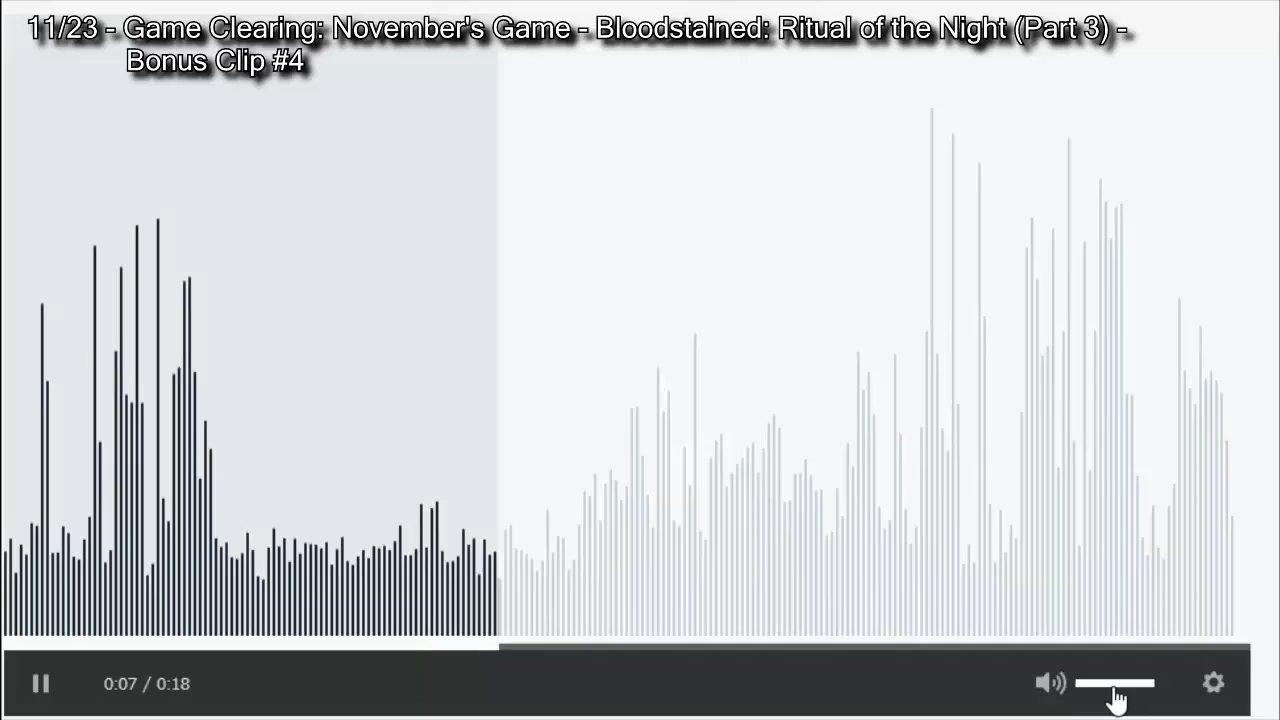 11/23 - Game Clearing: November's Game - Bloodstained: Ritual of the Night (Part 3) -
Bonus Clip #4
0:07 / 0:18